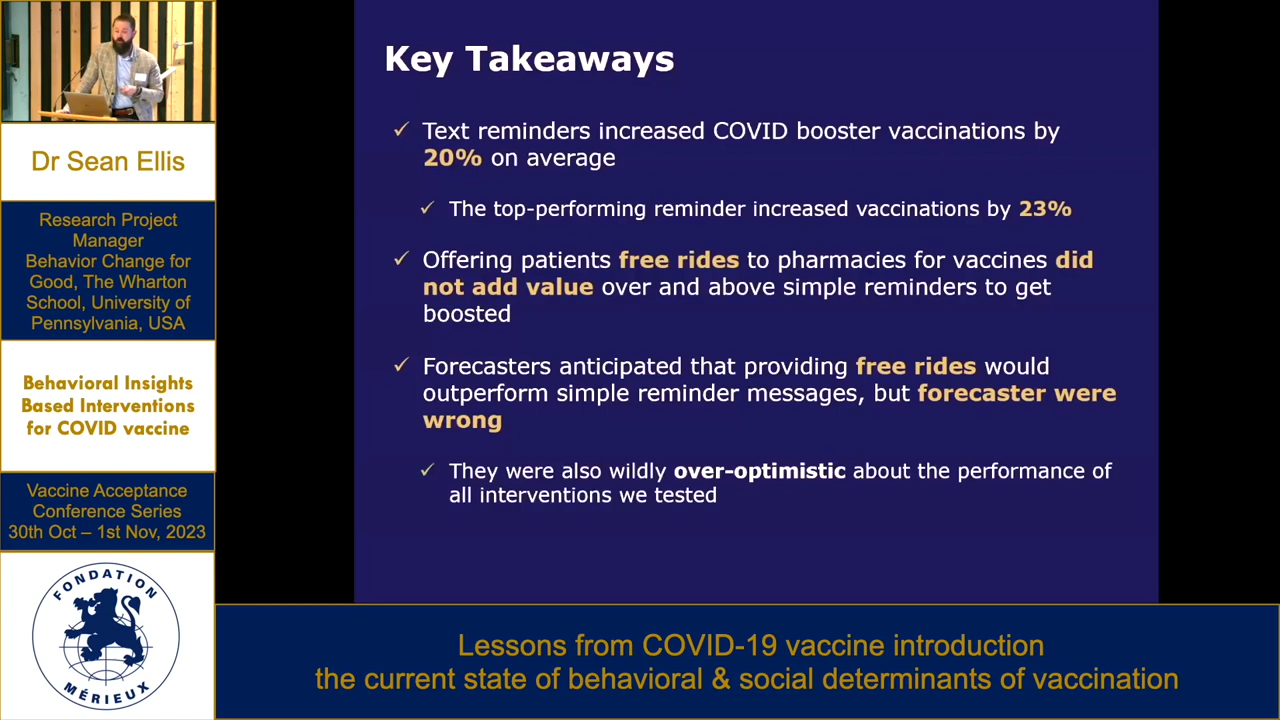 Dr Sean Ellis
Research Project
Manager
Behavior Change for
Good, The Wharton
School, University of
Pennsylvania, USA
Behavioral Insights
Based Interventions
for COVID vaccine
Vaccine Acceptance
Conference Series
30th Oct – 1st Nov, 2023
FONDATION
MÉRIEUX
Key Takeaways
✓ Text reminders increased COVID booster vaccinations by
20% on average
✓ The top-performing reminder increased vaccinations by 23%
✓ Offering patients free rides to pharmacies for vaccines did
not add value over and above simple reminders to get
boosted
✓ Forecasters anticipated that providing free rides would
outperform simple reminder messages, but forecaster were
wrong
✓ They were also wildly over-optimistic about the performance of
all interventions we tested
Lessons from COVID-19 vaccine introduction
the current state of behavioral & social determinants of vaccination